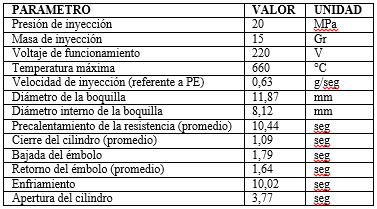 PARAMETRO VALOR UNIDAD
Presión de inyección 20 MPa
Masa de inyección 15 Gr
Voltaje de funcionamiento 220 V
Temperatura máxima 660 °C
Velocidad de inyección (referente a PE) 0,63 g/seg
Diámetro de la boquilla 11,87 mm
Diámetro interno de la boquilla 8,12 mm
Precalentamiento de la resistencia (promedio) 10,44 seg
Cierre del cilindro (promedio) 1,09 seg
Bajada del émbolo 1,79 seg
Retorno del émbolo (promedio) 1,64 seg
Enfriamiento 10,02 seg
Apertura del cilindro 3,77 seg